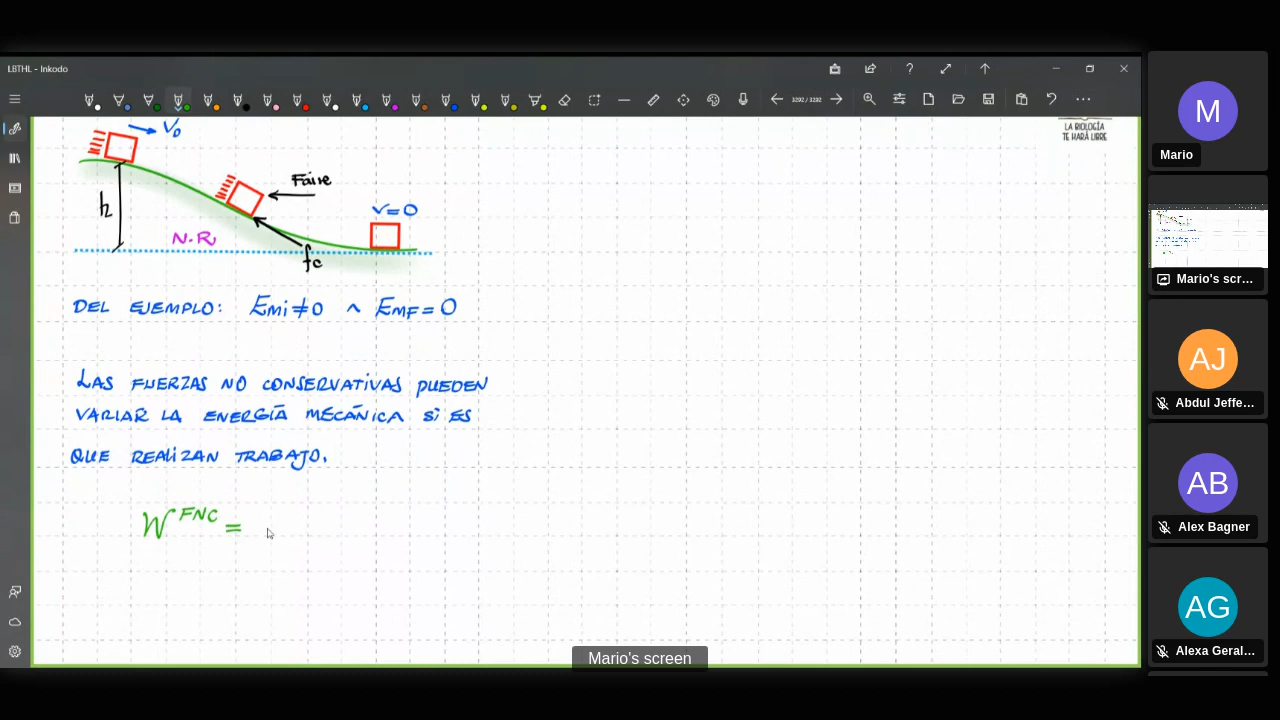 LBTHL - Inkodo
3292 / 3292
LA BIOLOGÍA
TE HARÁ LIBRE
V₀
Faire
h
V=0
N.R
fc
DEL EJEMPLO: EMi≠0 ∧ EMF=0
LAS FUERZAS NO CONSERVATIVAS PUEDEN
VARIAR LA ENERGÍA MECÁNICA Si ES
QUE REALIZAN TRABAJO.
W^FNC =
Mario's screen
M
Mario
Mario's scr...
AJ
Abdul Jeffe...
AB
Alex Bagner
AG
Alexa Geral...